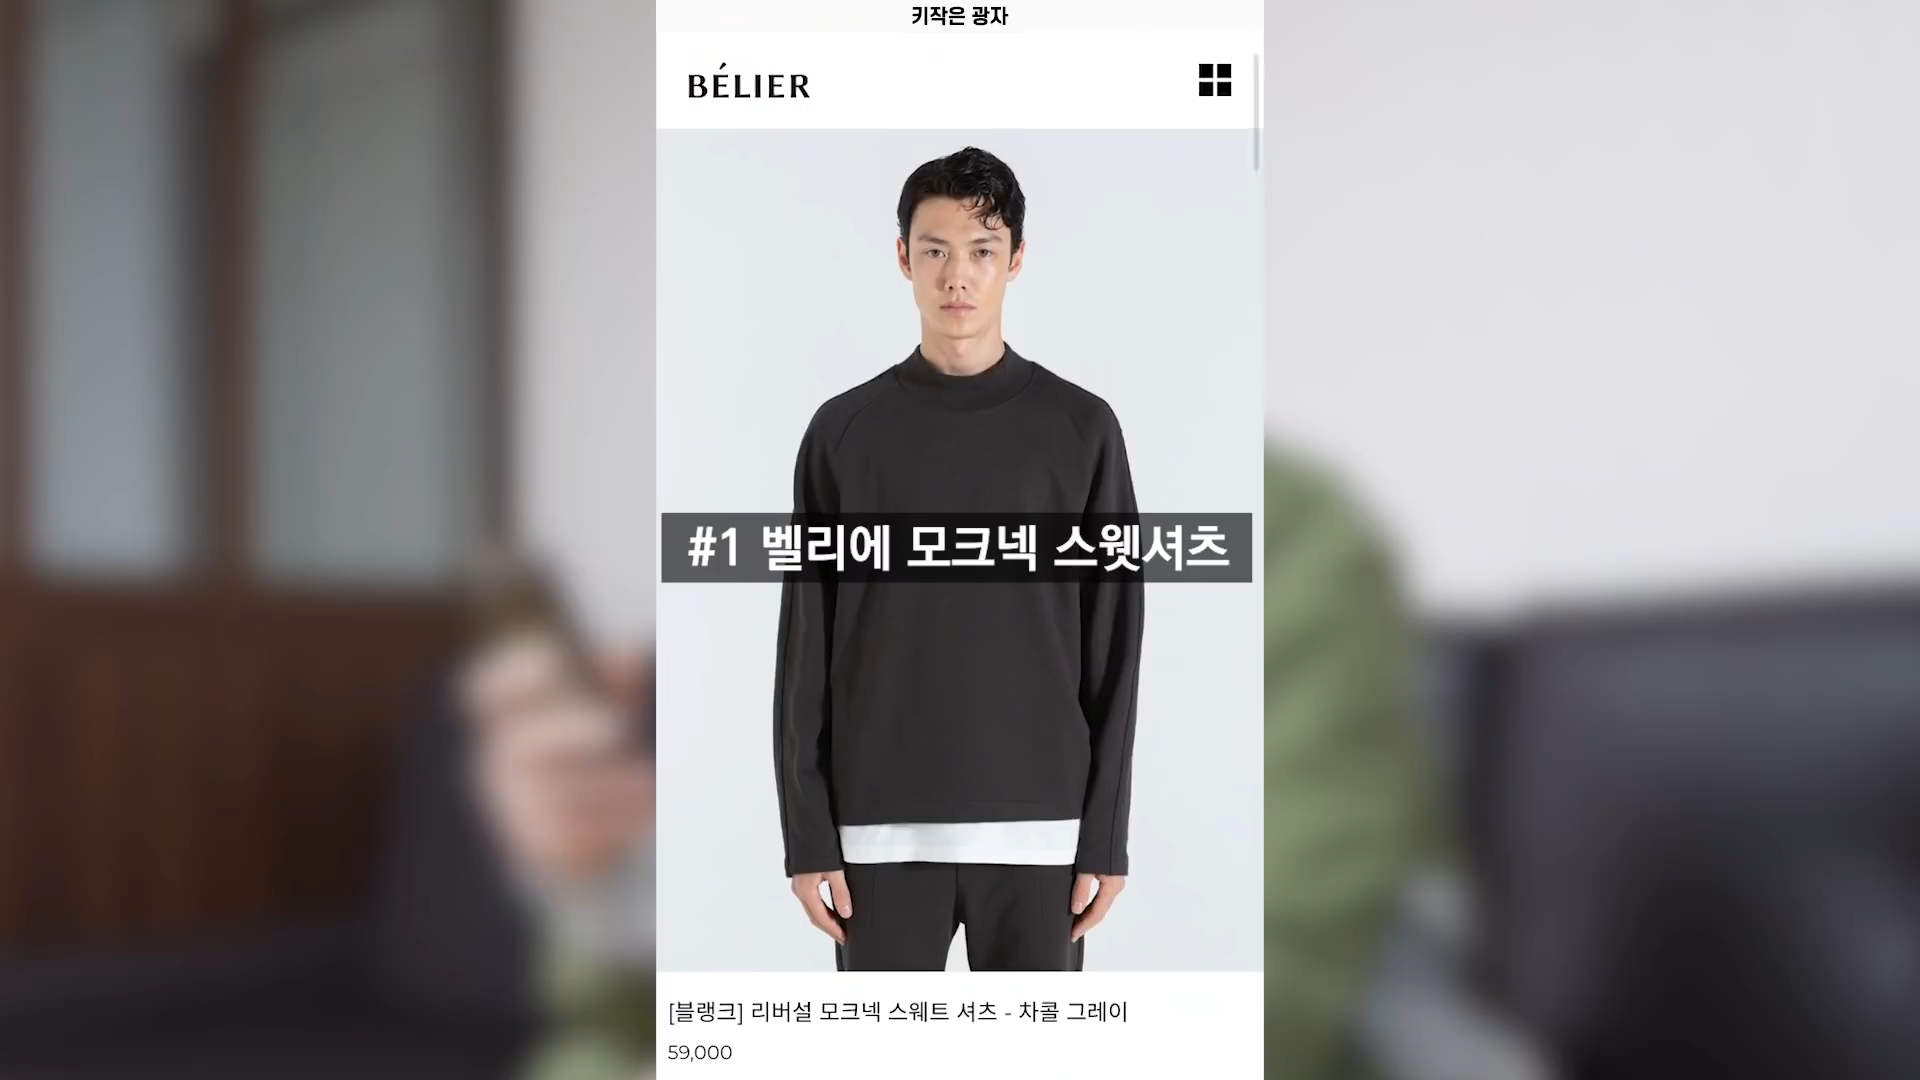 키작은 광자
BÉLIER
#1 벨리에 모크넥 스웻셔츠
[블랭크] 리버설 모크넥 스웨트 셔츠 - 차콜 그레이
59,000